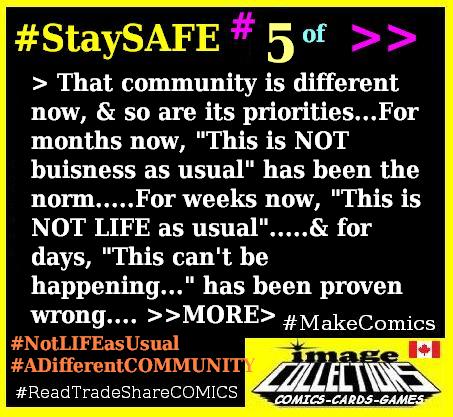 #StaySAFE # 5 of >>
> That community is different
now, & so are its priorities...For
months now, "This is NOT
buisness as usual" has been the
norm.....For weeks now, "This is
NOT LIFE as usual".....& for
days, "This can't be
happening..." has been proven
wrong.... >>MORE>
#MakeComics
#NotLIFEasUsual
#ADifferentCOMMUNITY
#ReadTradeShareCOMICS
image
COLLECTIONS
COMICS-CARDS-GAMES